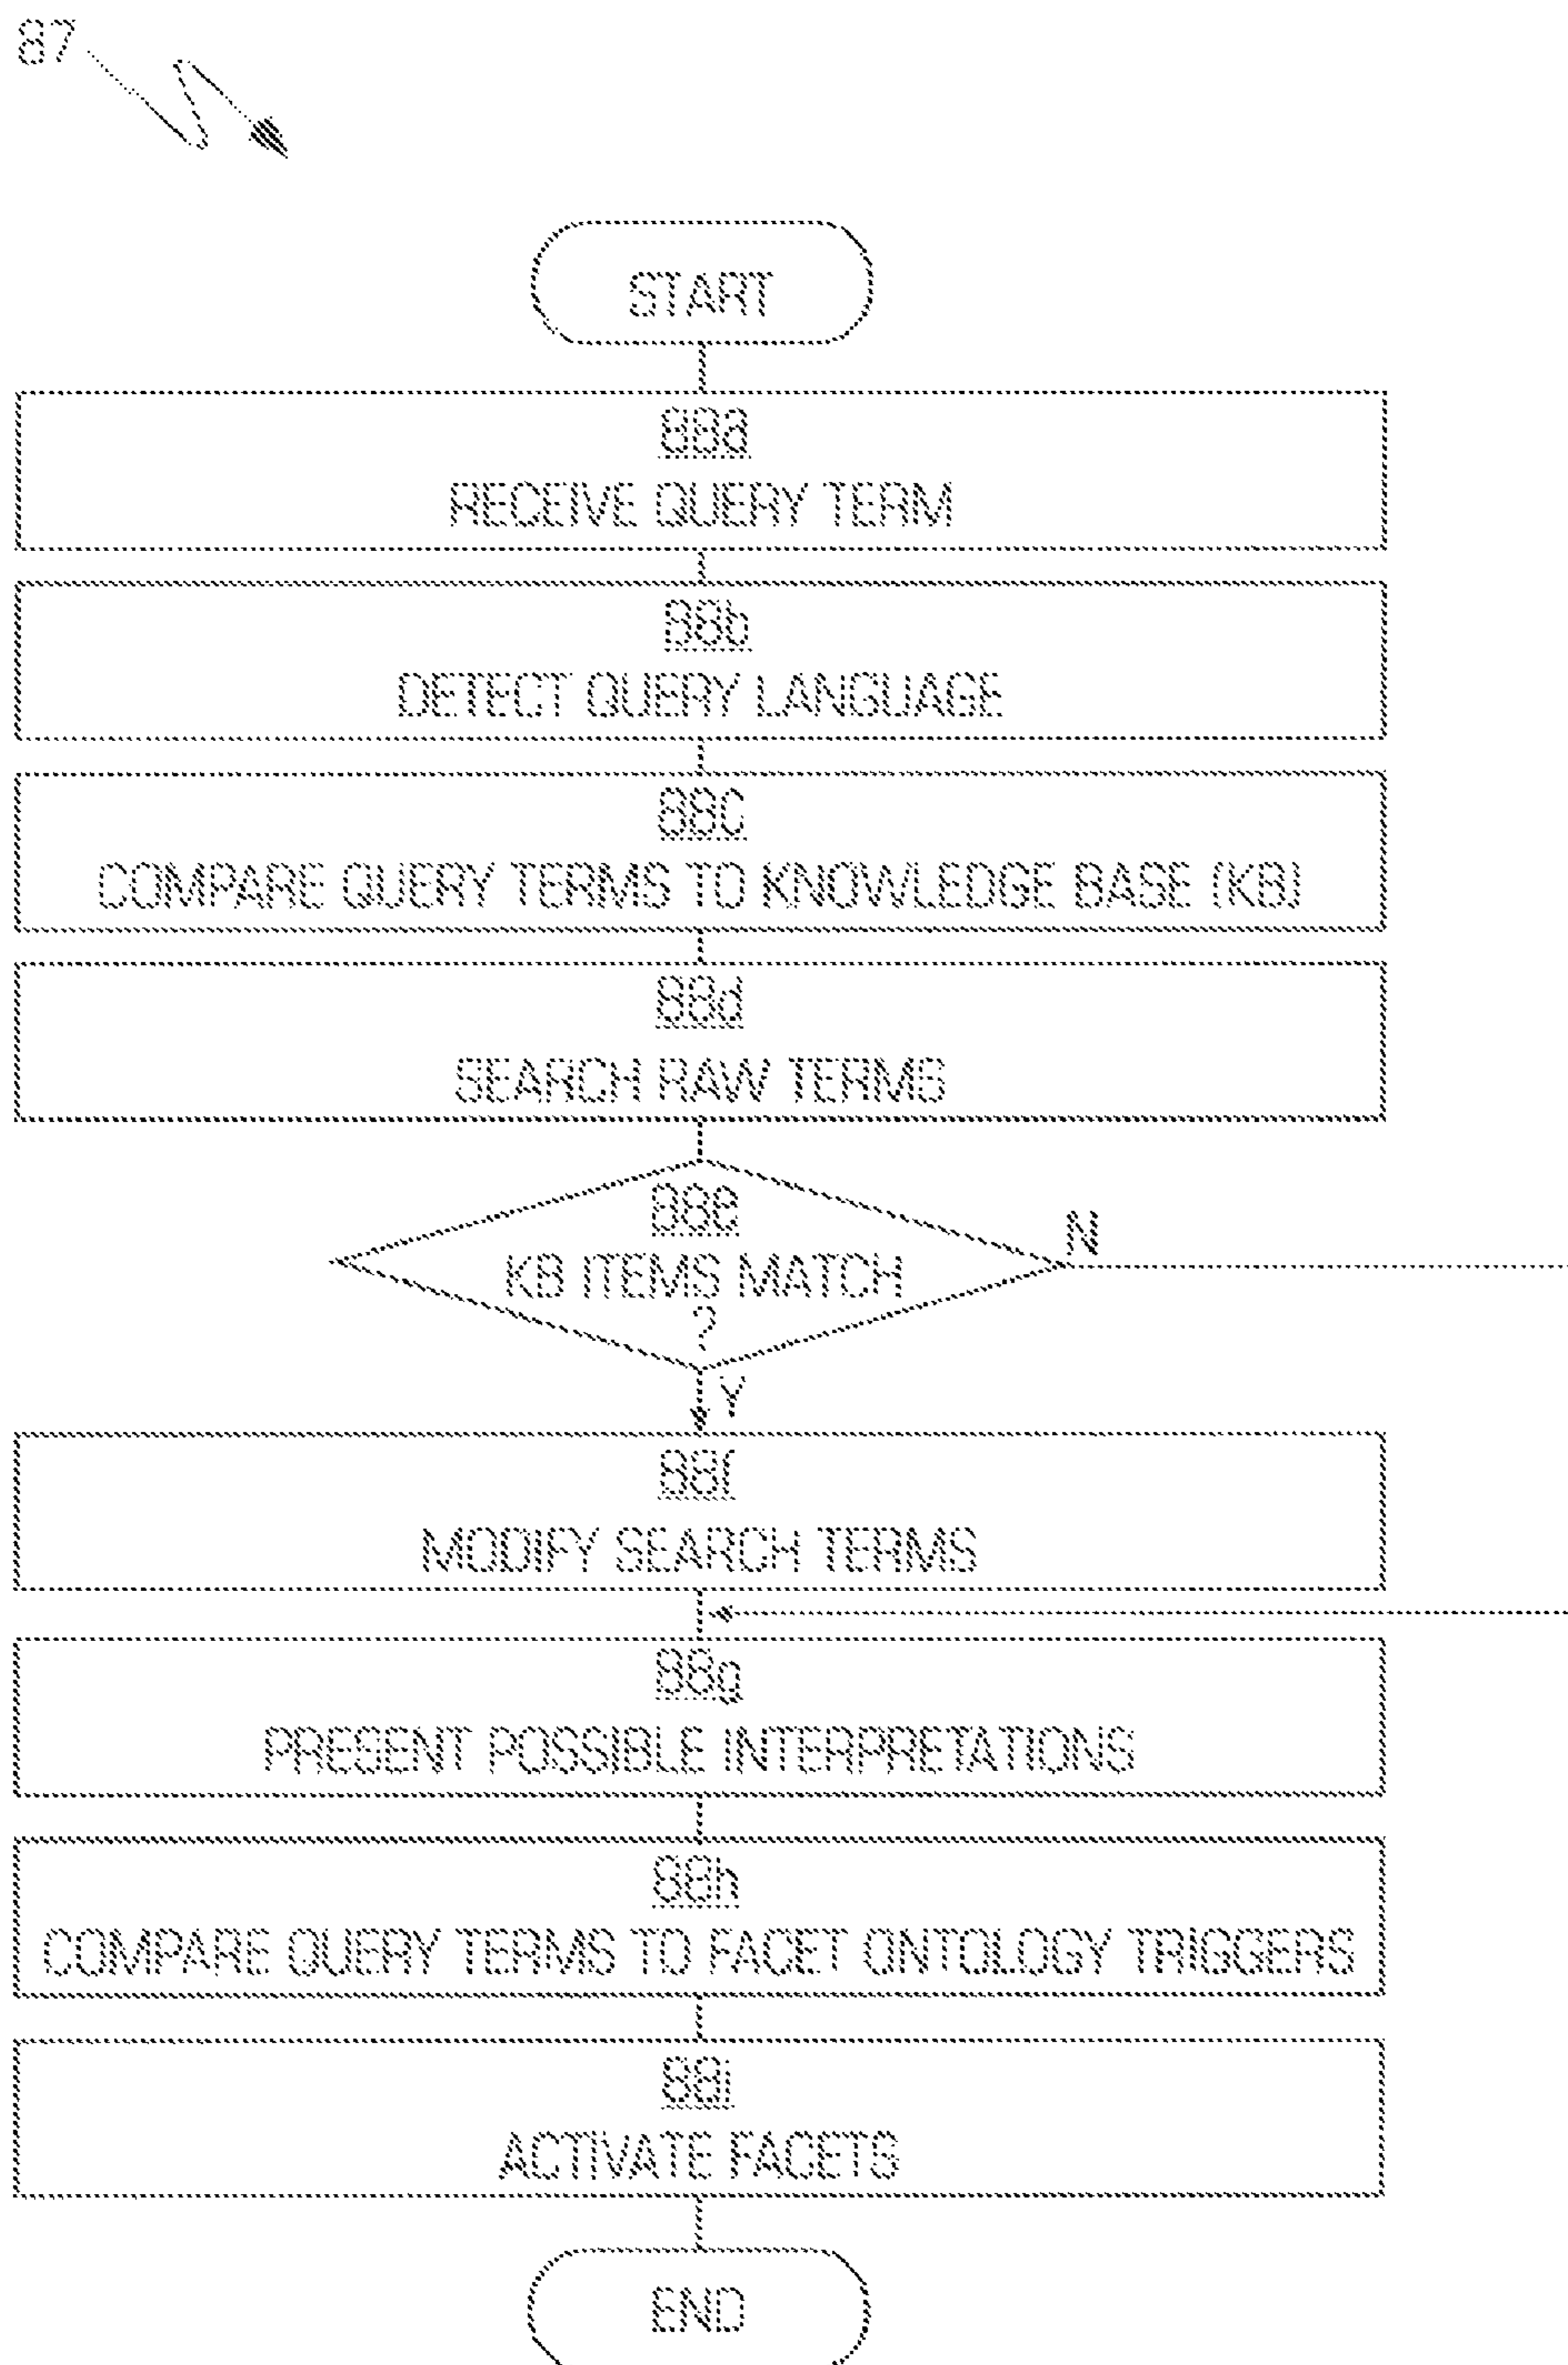 87
START
88a
RECEIVE QUERY TERM
88b
DETECT QUERY LANGUAGE
88c
COMPARE QUERY TERMS TO KNOWLEDGE BASE (KB)
88d
SEARCH RAW TERMS
88e
N
KB ITEMS MATCH
?
Y
88f
MODIFY SEARCH TERMS
88g
PRESENT POSSIBLE INTERPRETATIONS
88h
COMPARE QUERY TERMS TO FACET ONTOLOGY TRIGGERS
88i
ACTIVATE FACETS
END